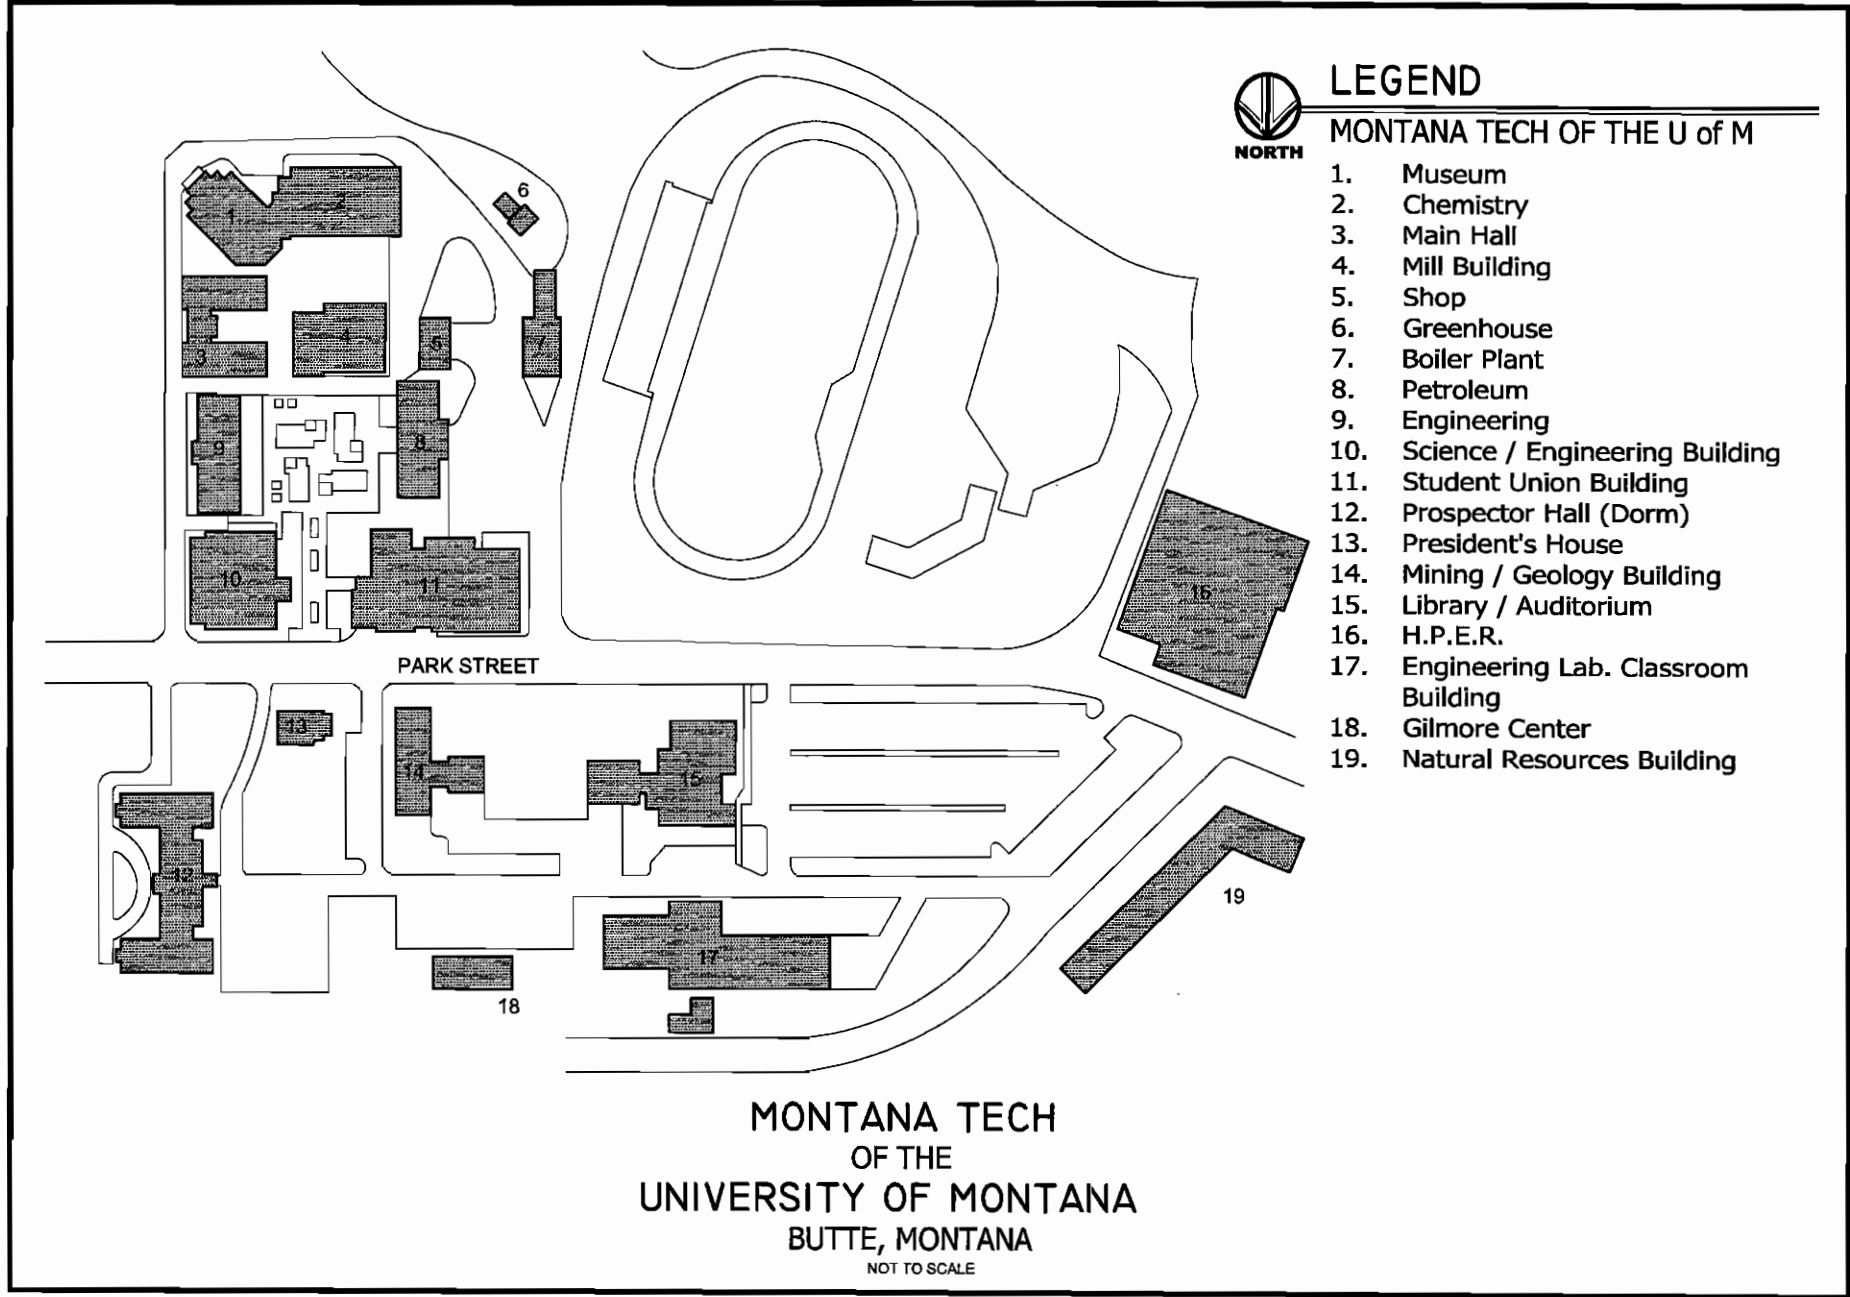 LEGEND
NORTH
MONTANA TECH OF THE U of M
1. Museum
2. Chemistry
3. Main Hall
4. Mill Building
5. Shop
6. Greenhouse
7. Boiler Plant
8. Petroleum
9. Engineering
10. Science / Engineering Building
11. Student Union Building
12. Prospector Hall (Dorm)
13. President's House
14. Mining / Geology Building
15. Library / Auditorium
16. H.P.E.R.
17. Engineering Lab. Classroom
Building
18. Gilmore Center
19. Natural Resources Building
1
2
6
3
4
5
7
9
8
10
11
16
PARK STREET
13
14
15
12
19
17
18
MONTANA TECH
OF THE
UNIVERSITY OF MONTANA
BUTTE, MONTANA
NOT TO SCALE